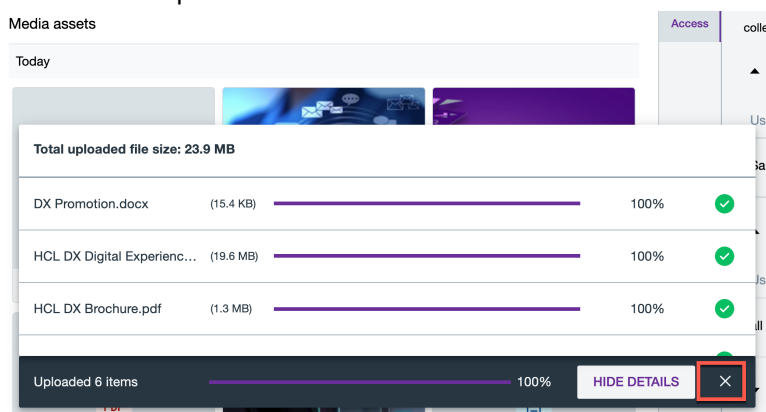 Media assets
Access
Today
Total uploaded file size: 23.9 MB
DX Promotion.docx (15.4 KB) 100%
HCL DX Digital Experienc... (19.6 MB) 100%
HCL DX Brochure.pdf (1.3 MB) 100%
Uploaded 6 items 100% HIDE DETAILS